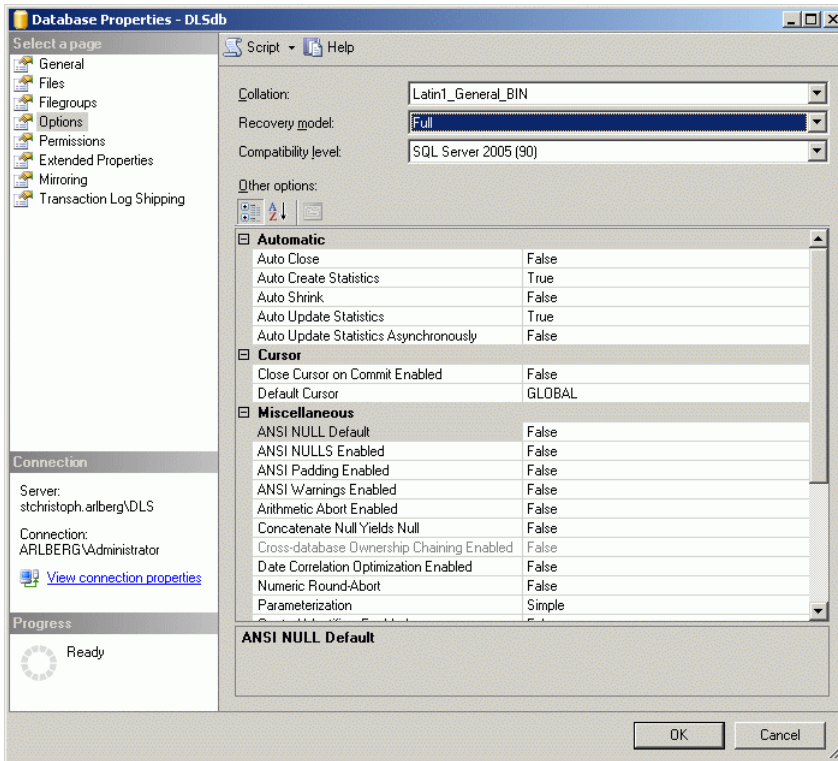 Database Properties - DLSdb
Select a page
General
Files
Filegroups
Options
Permissions
Extended Properties
Mirroring
Transaction Log Shipping
Connection
Server:
stchristoph.arlberg\DLS
Connection:
ARLBERG\Administrator
View connection properties
Progress
Ready
Script Help
Collation: Latin1_General_BIN
Recovery model: Full
Compatibility level: SQL Server 2005 (90)
Other options:
Automatic
Auto Close False
Auto Create Statistics True
Auto Shrink False
Auto Update Statistics True
Auto Update Statistics Asynchronously False
Cursor
Close Cursor on Commit Enabled False
Default Cursor GLOBAL
Miscellaneous
ANSI NULL Default False
ANSI NULLS Enabled False
ANSI Padding Enabled False
ANSI Warnings Enabled False
Arithmetic Abort Enabled False
Concatenate Null Yields Null False
Cross-database Ownership Chaining Enabled False
Date Correlation Optimization Enabled False
Numeric Round-Abort False
Parameterization Simple
ANSI NULL Default
OK Cancel